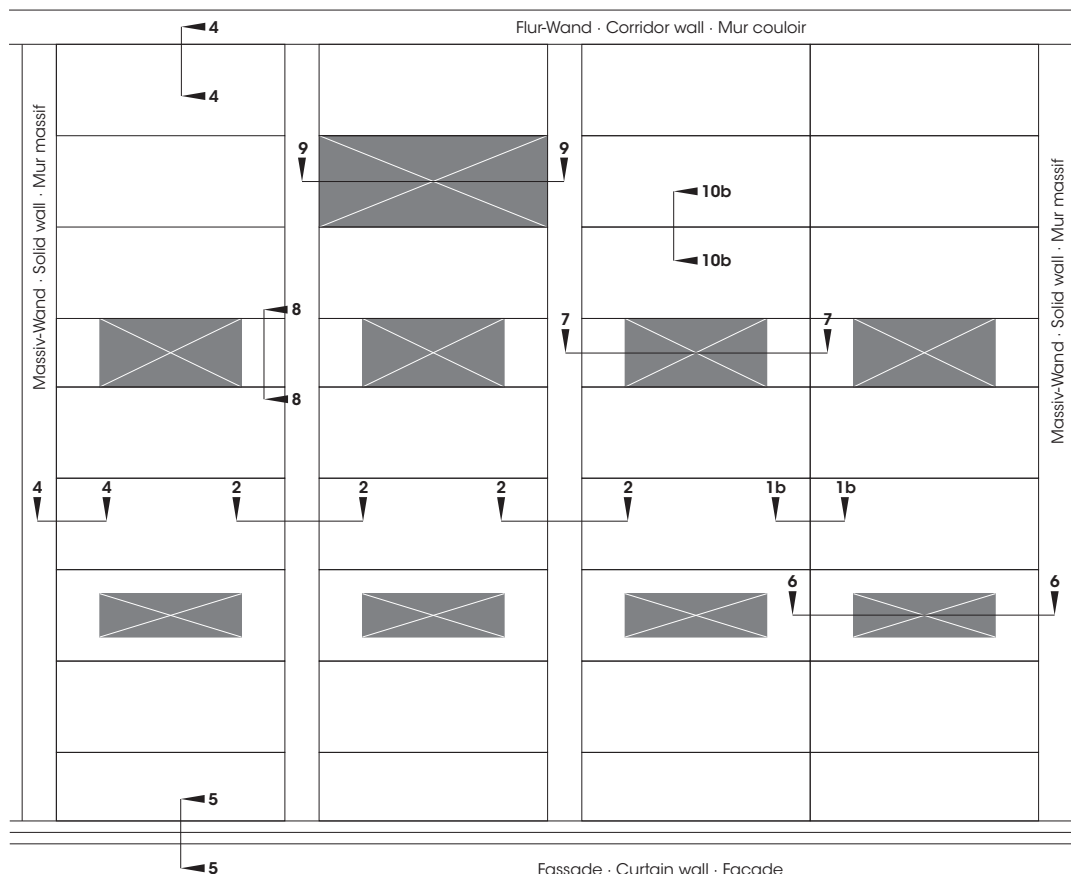 4
Flur-Wand · Corridor wall · Mur couloir
4
Massiv-Wand · Solid wall · Mur massif
9 9
Massiv-Wand · Solid wall · Mur massif
10b
10b
8
7 7
8
4 4 2 2 2 2 1b 1b
6 6
5
5
Fassade · Curtain wall · Façade